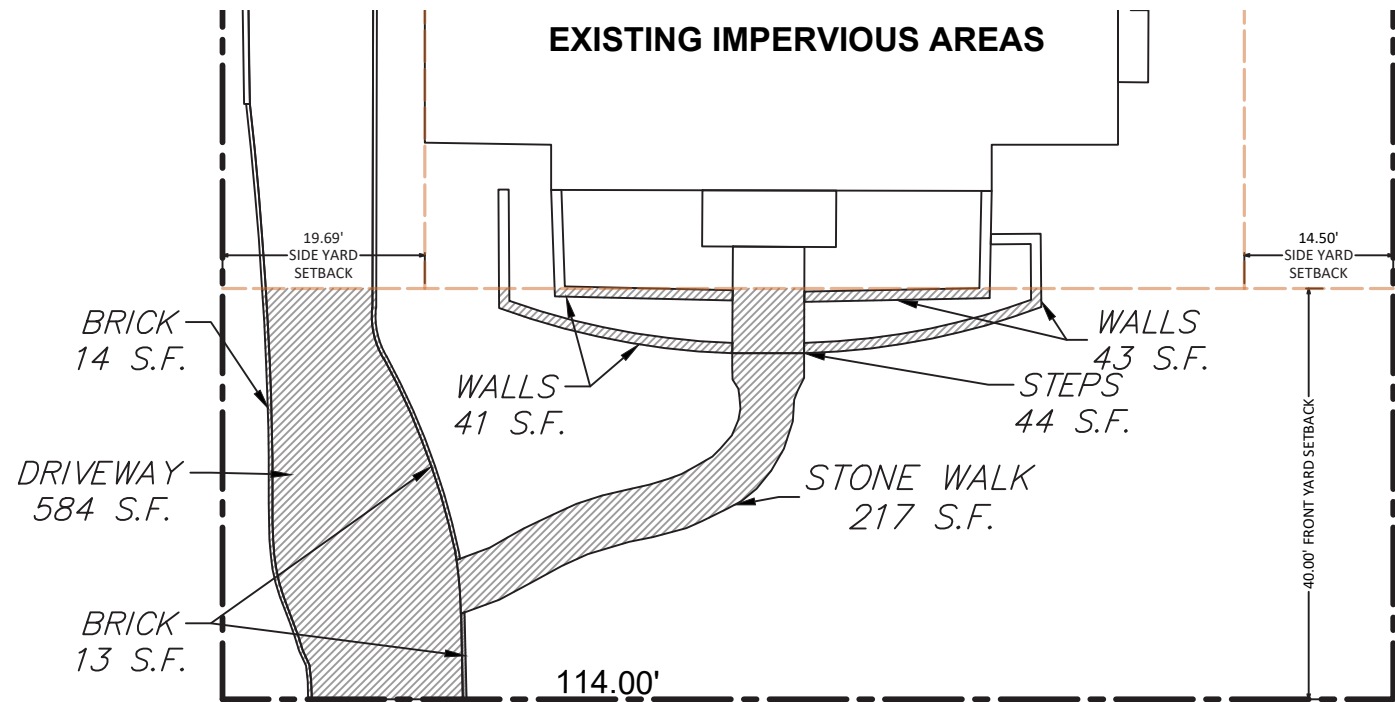 EXISTING IMPERVIOUS AREAS
19.69'
SIDE YARD
SETBACK
14.50'
SIDE YARD
SETBACK
BRICK
14 S.F.
WALLS
41 S.F.
WALLS
43 S.F.
STEPS
44 S.F.
DRIVEWAY
584 S.F.
STONE WALK
217 S.F.
40.00' FRONT YARD SETBACK
BRICK
13 S.F.
114.00'